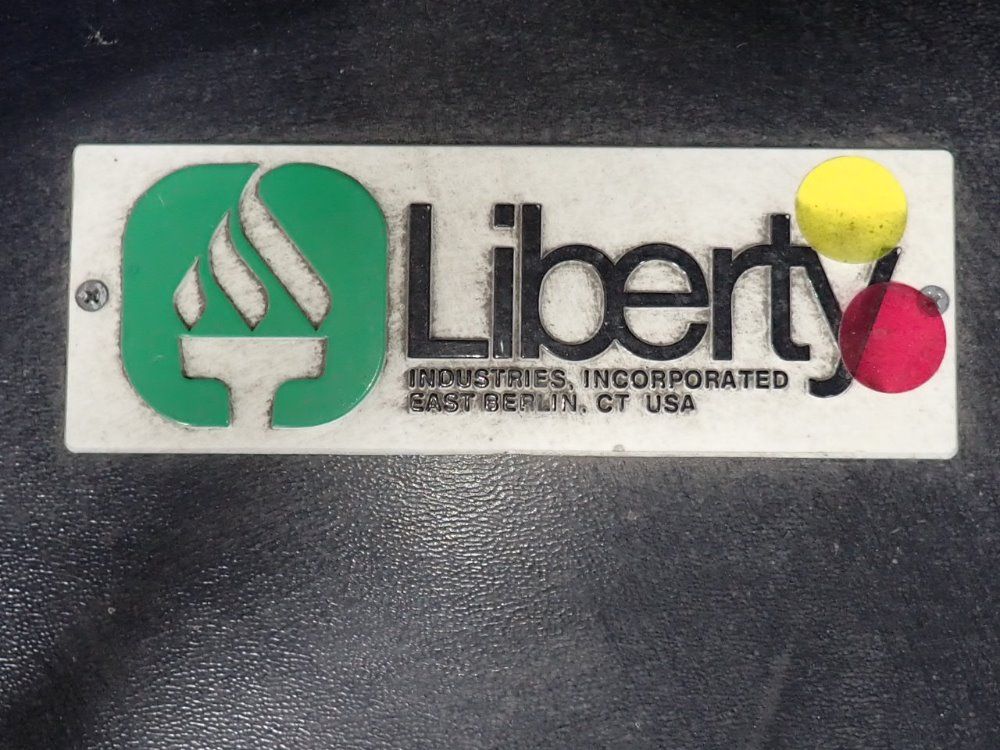 Liberty
INDUSTRIES, INCORPORATED
EAST BERLIN, CT USA